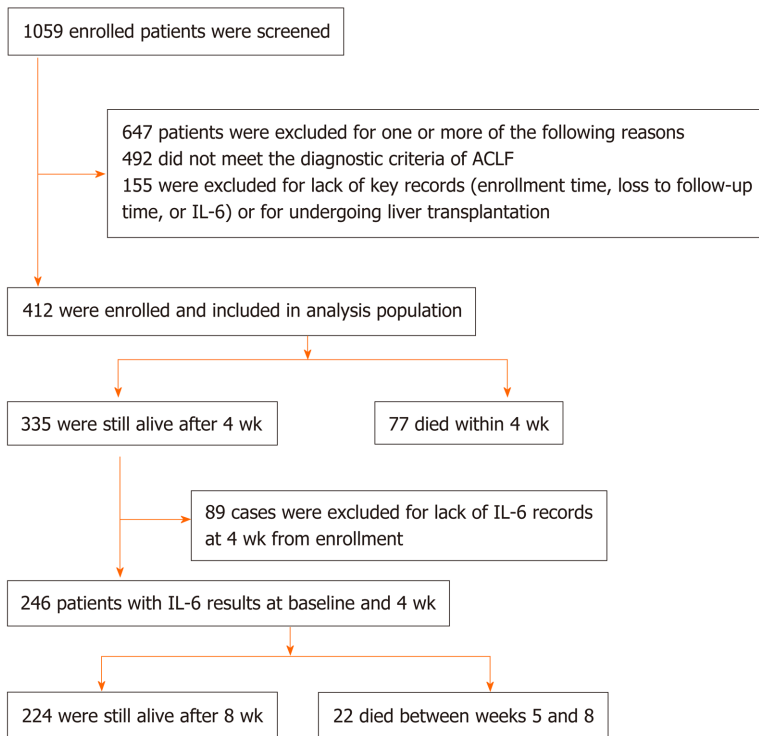 1059 enrolled patients were screened
647 patients were excluded for one or more of the following reasons
492 did not meet the diagnostic criteria of ACLF
155 were excluded for lack of key records (enrollment time, loss to follow-up
time, or IL-6) or for undergoing liver transplantation
412 were enrolled and included in analysis population
335 were still alive after 4 wk
77 died within 4 wk
89 cases were excluded for lack of IL-6 records
at 4 wk from enrollment
246 patients with IL-6 results at baseline and 4 wk
224 were still alive after 8 wk
22 died between weeks 5 and 8